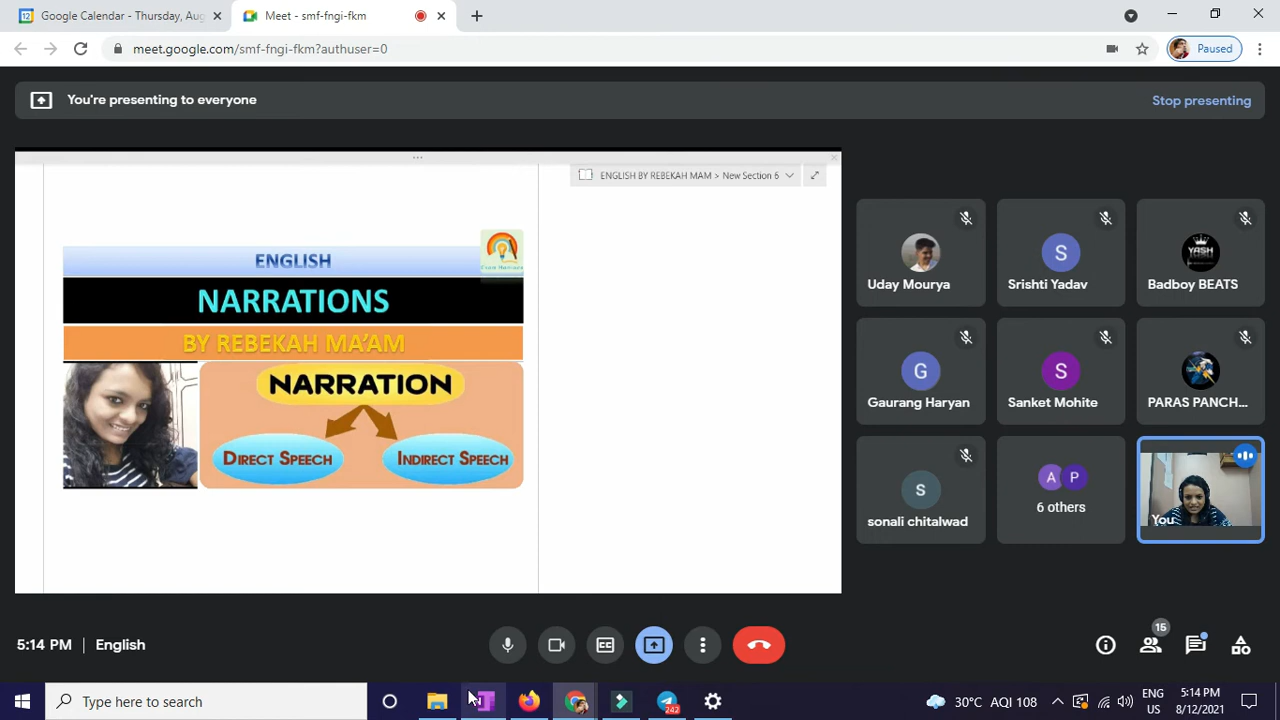 Google Calendar - Thursday, Aug
Meet - smf-fngi-fkm
meet.google.com/smf-fngi-fkm?authuser=0
Paused
You're presenting to everyone
Stop presenting
ENGLISH BY REBEKAH MAM > New Section 6
ENGLISH
NARRATIONS
BY REBEKAH MA'AM
NARRATION
DIRECT SPEECH
INDIRECT SPEECH
Uday Mourya
S
Srishti Yadav
YASH
Badboy BEATS
G
Gaurang Haryan
S
Sanket Mohite
PARAS PANCH...
S
sonali chitalwad
A P
6 others
You
5:14 PM | English
CC
15
Type here to search
242
30°C AQI 108
ENG
US
5:14 PM
8/12/2021